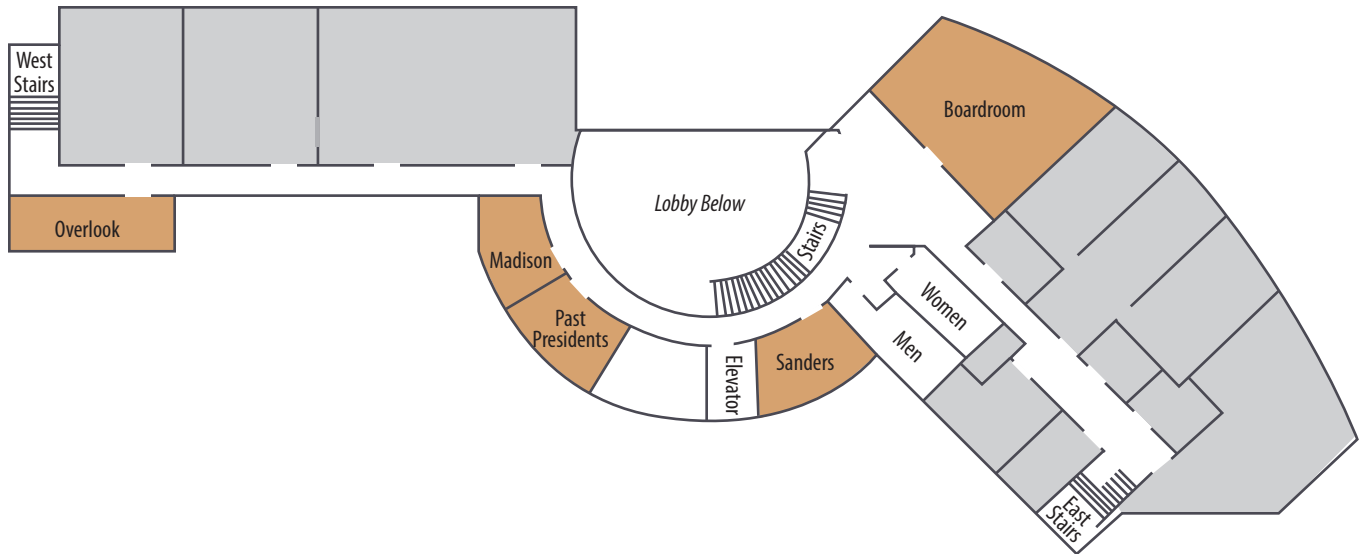 West
Stairs
Overlook
Madison
Past
Presidents
Elevator
Sanders
Lobby Below
Stairs
Boardroom
Women
Men
East
Stairs